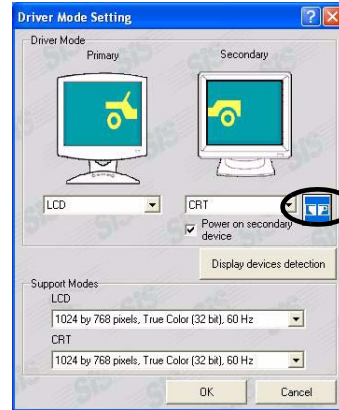 Driver Mode Setting
Driver Mode
Primary
Secondary
LCD
CRT
Power on secondary
device
Display devices detection
Support Modes
LCD
1024 by 768 pixels, True Color (32 bit), 60 Hz
CRT
1024 by 768 pixels, True Color (32 bit), 60 Hz
OK
Cancel